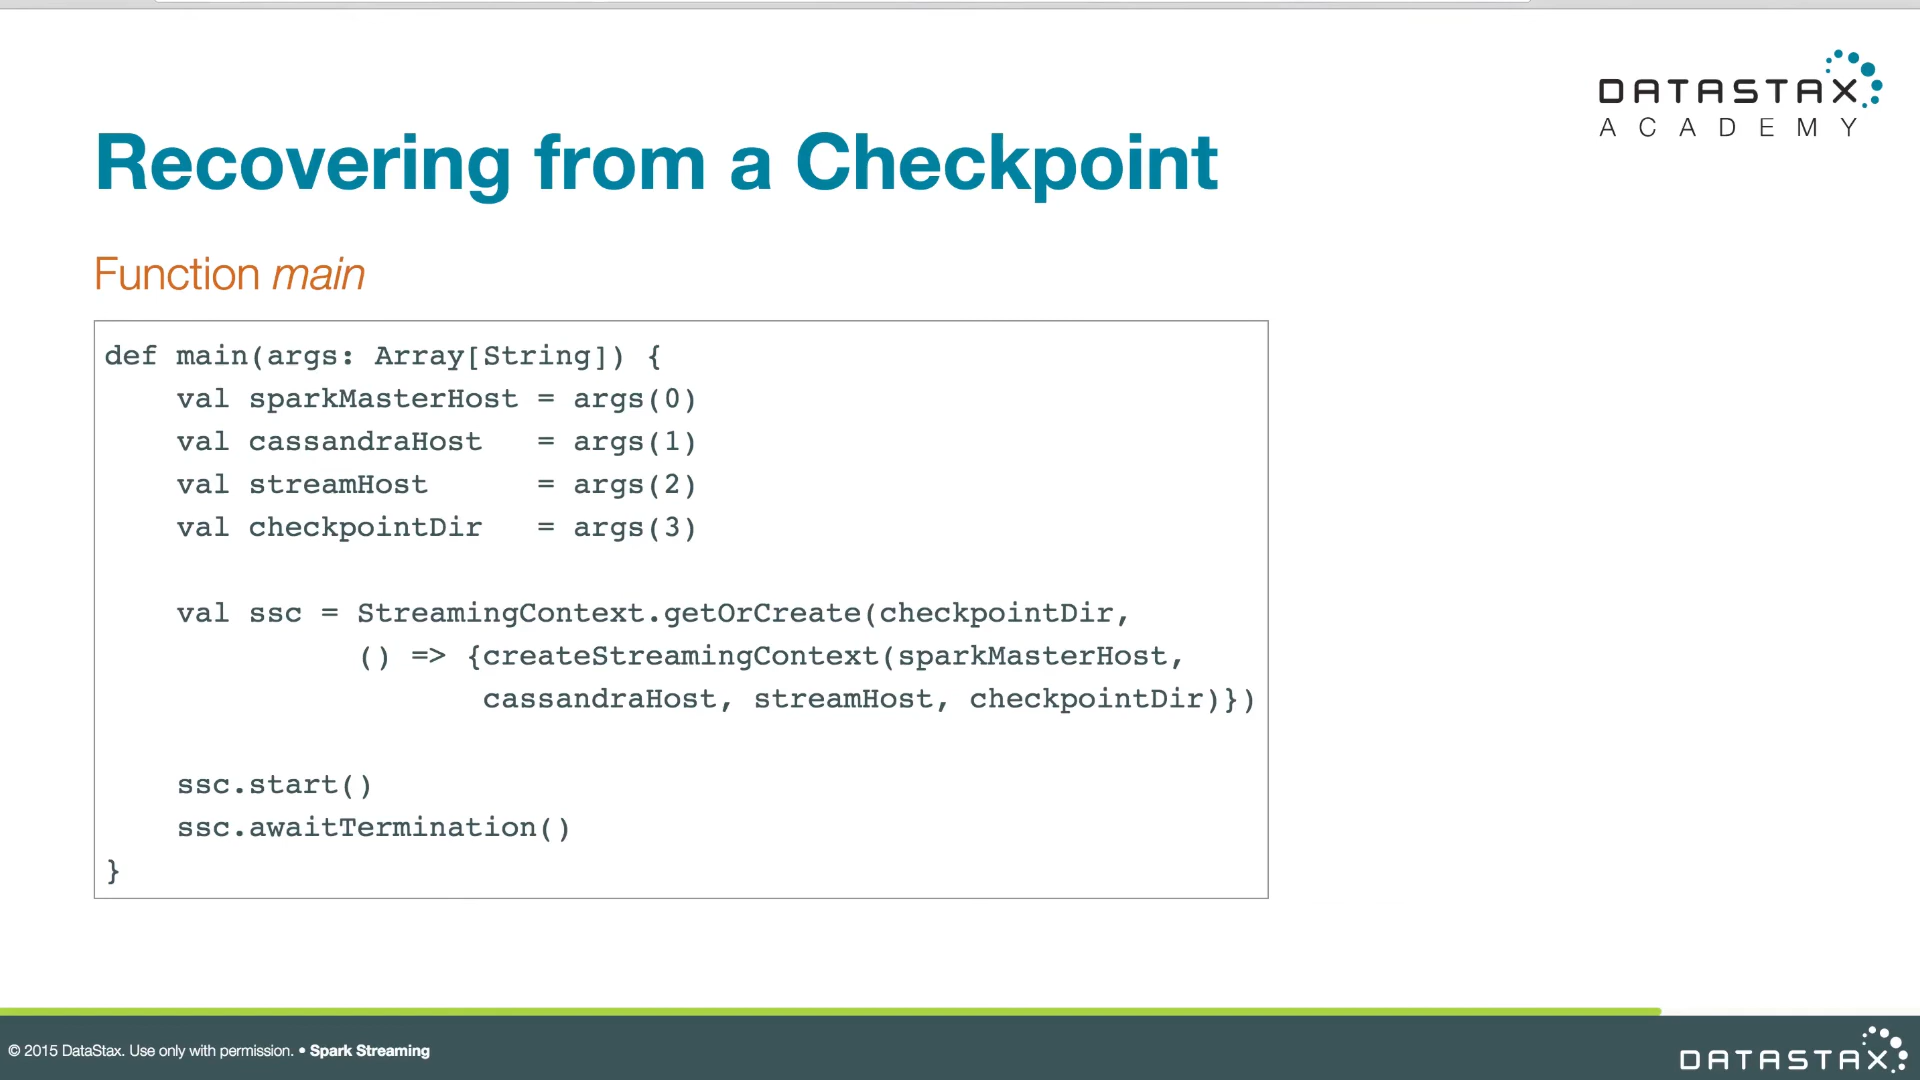 DATASTAX
ACADEMY
Recovering from a Checkpoint
Function main
def main(args: Array[String]) {
    val sparkMasterHost = args(0)
    val cassandraHost   = args(1)
    val streamHost      = args(2)
    val checkpointDir   = args(3)
    val ssc = StreamingContext.getOrCreate(checkpointDir,
              () => {createStreamingContext(sparkMasterHost,
                     cassandraHost, streamHost, checkpointDir)})
    ssc.start()
    ssc.awaitTermination()
}
© 2015 DataStax. Use only with permission. • Spark Streaming
DATASTAX